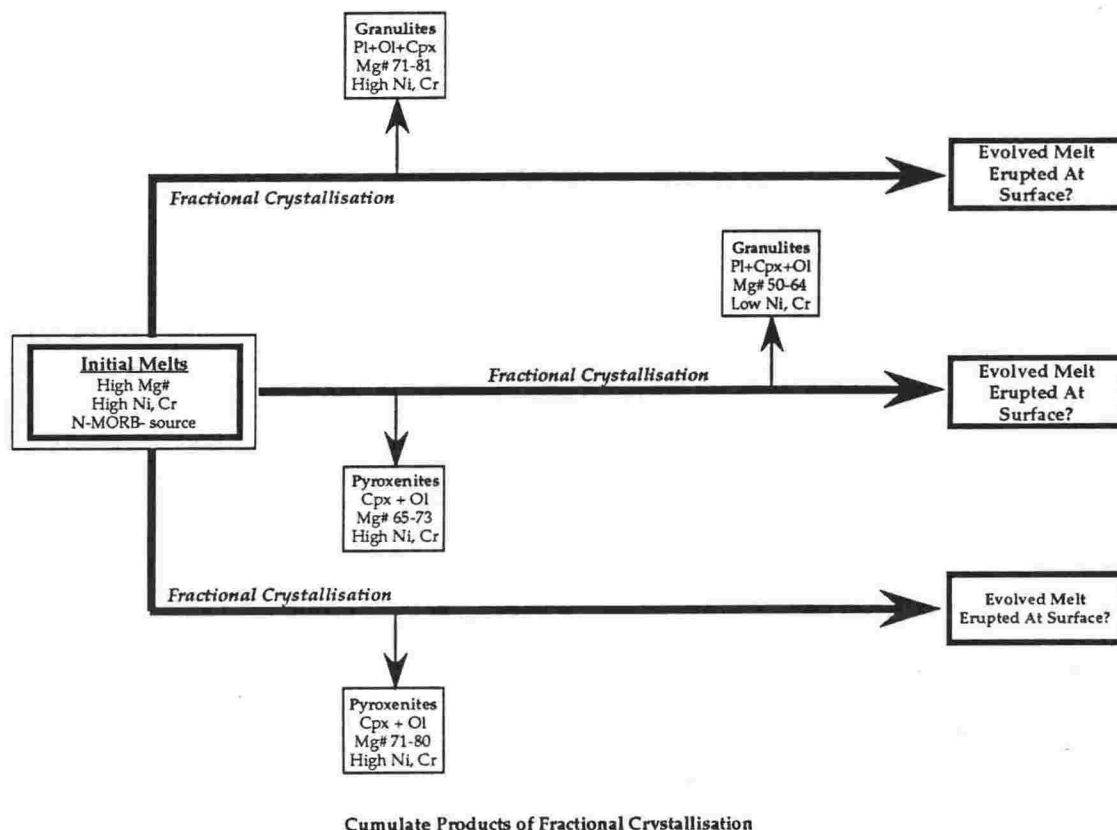 Granulites
Pl+Ol+Cpx
Mg# 71-81
High Ni, Cr
Fractional Crystallisation
Evolved Melt
Erupted At
Surface?
Granulites
Pl+Cpx+Ol
Mg# 50-64
Low Ni, Cr
Initial Melts
High Mg#
High Ni, Cr
N-MORB- source
Fractional Crystallisation
Evolved Melt
Erupted At
Surface?
Pyroxenites
Cpx + Ol
Mg# 65-73
High Ni, Cr
Fractional Crystallisation
Evolved Melt
Erupted At Surface?
Pyroxenites
Cpx + Ol
Mg# 71-80
High Ni, Cr
Cumulate Products of Fractional Crystallisation